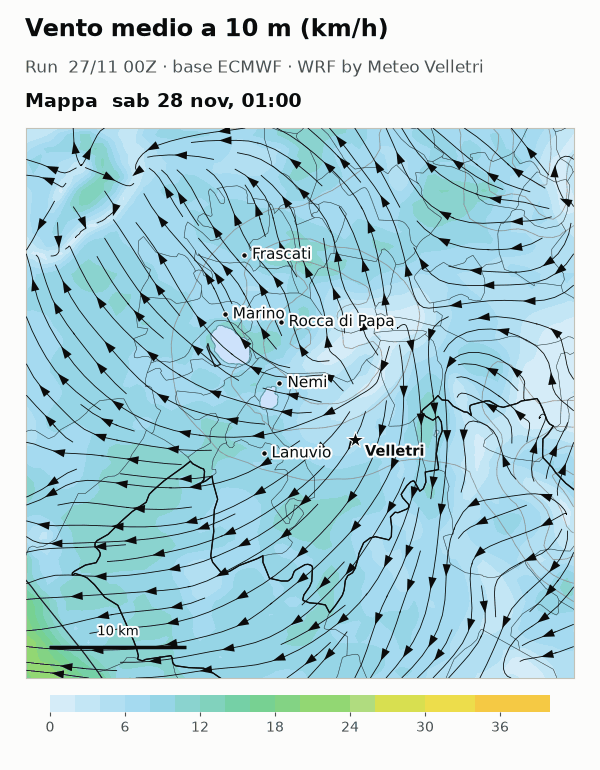 Vento medio a 10 m (km/h)
Run  27/11 00Z · base ECMWF · WRF by Meteo Velletri
Mappa  sab 28 nov, 01:00
Frascati
Marino
Rocca di Papa
Nemi
Velletri
Lanuvio
10 km
0 6 12 18 24 30 36